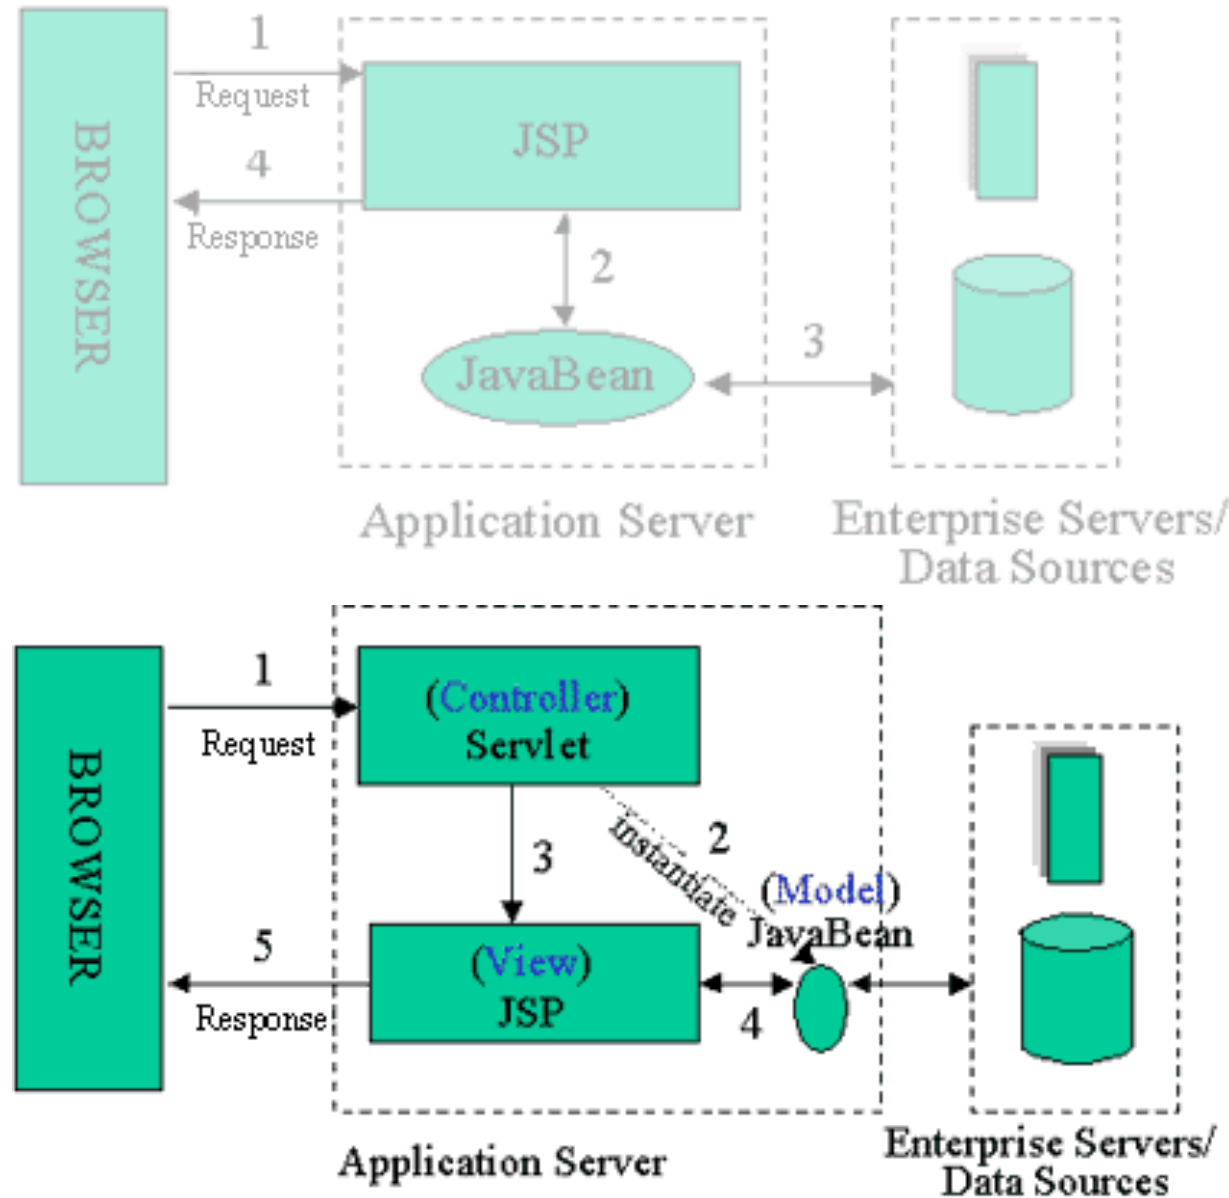 1
Request
4
Response
BROWSER
JSP
2
JavaBean
3
Application Server
Enterprise Servers/
Data Sources
1
Request
BROWSER
(Controller)
Servlet
2
instantiate
3
(Model)
JavaBean
(View)
JSP
4
5
Response
Application Server
Enterprise Servers/
Data Sources